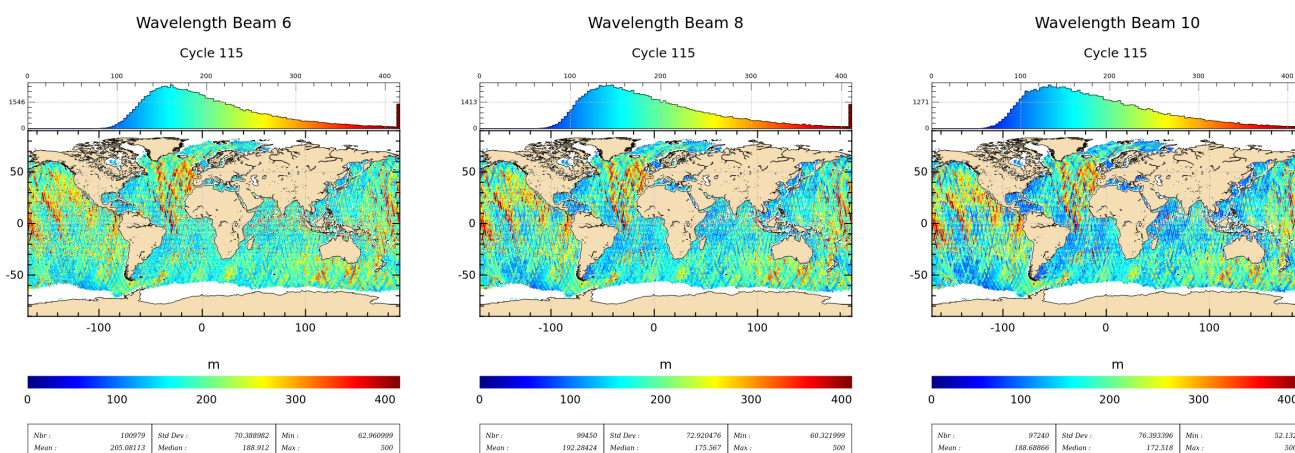 Wavelength Beam 6
Cycle 115
0 100 200 300 400
1546
0
50
0
-50
-100 0 100
m
0 100 200 300 400
Nbr : 100979 Std Dev : 70.388982 Min : 62.960999
Mean : 205.08113 Median : 188.912 Max : 500
Wavelength Beam 8
Cycle 115
0 100 200 300 400
1413
0
50
0
-50
-100 0 100
m
0 100 200 300 400
Nbr : 99450 Std Dev : 72.920476 Min : 60.321999
Mean : 192.28424 Median : 175.567 Max : 500
Wavelength Beam 10
Cycle 115
0 100 200 300 400
1271
0
50
0
-50
-100 0 100
m
0 100 200 300 400
Nbr : 97240 Std Dev : 76.393396 Min : 52.132
Mean : 188.68866 Median : 172.518 Max : 500